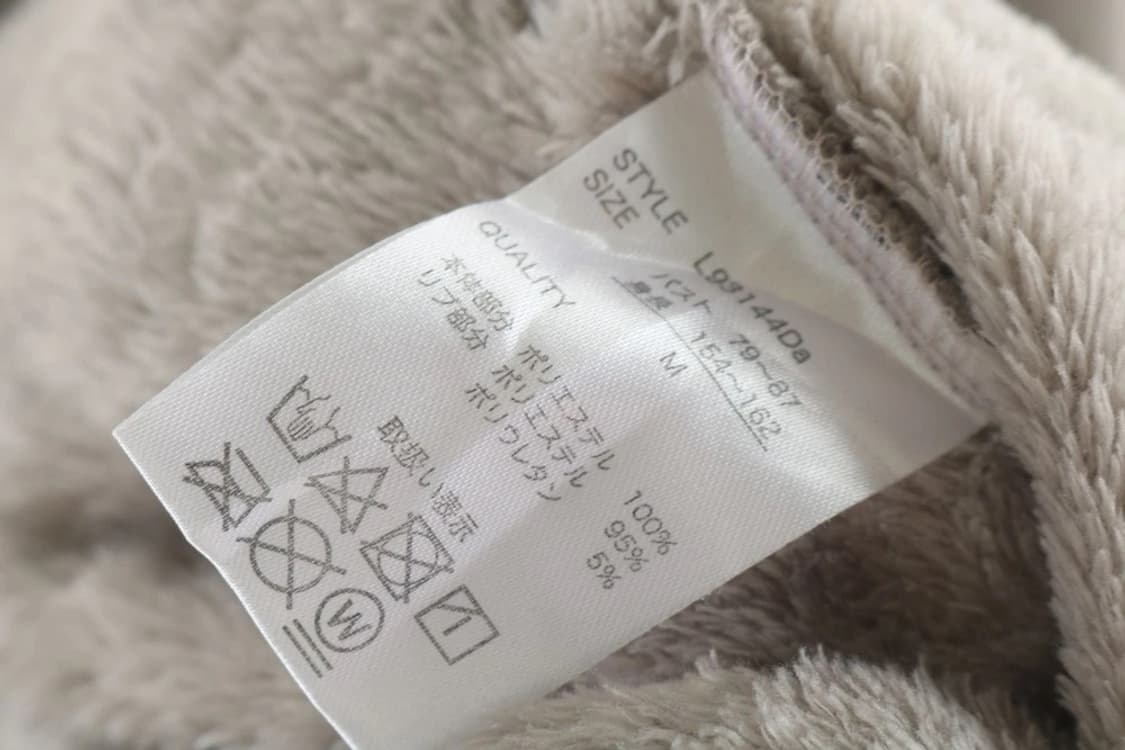 STYLE L93144Da
SIZE バスト 79~87
身長 154~162
M
QUALITY
本体部分 ポリエステル 100%
リブ部分 ポリエステル 95%
ポリウレタン 5%
取扱い表示
W